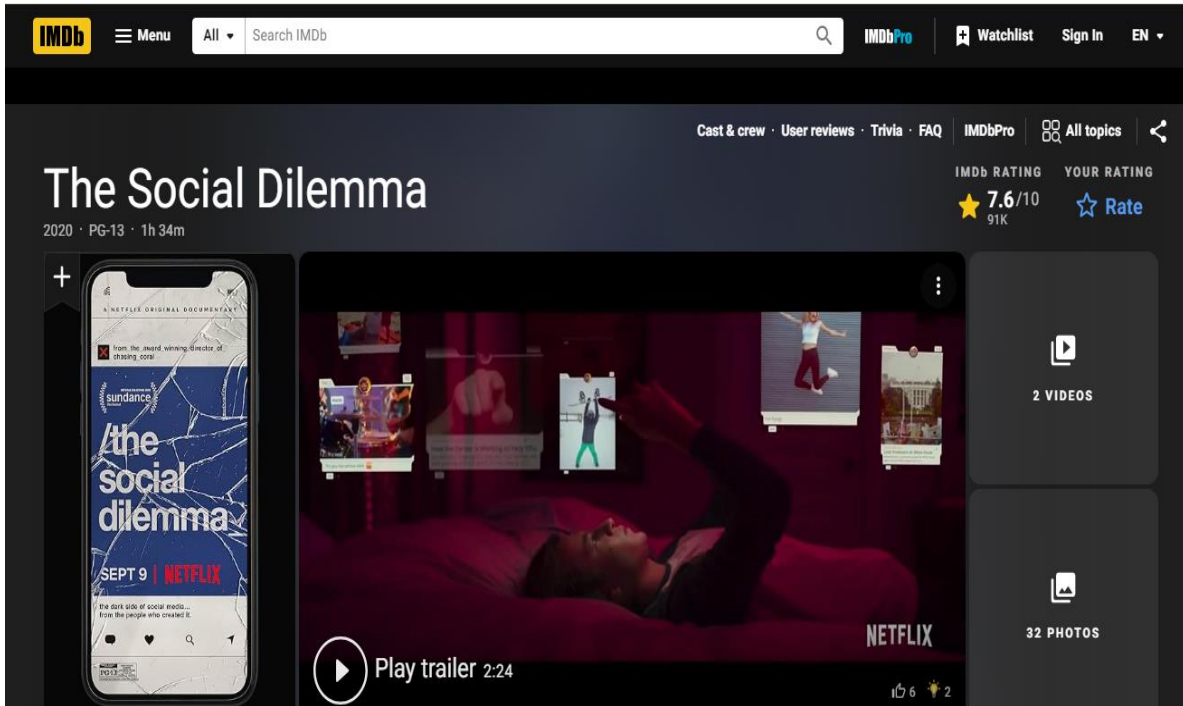 IMDb Menu All Search IMDb IMDbPro Watchlist Sign In EN
Cast & crew · User reviews · Trivia · FAQ IMDbPro All topics
The Social Dilemma
2020 · PG-13 · 1h 34m
IMDb RATING
7.6/10
91K
YOUR RATING
Rate
A NETFLIX ORIGINAL DOCUMENTARY
from the award winning director of
chasing coral
sundance
/the
social
dilemma
SEPT 9 | NETFLIX
the dark side of social media...
from the people who created it.
PG-13
NETFLIX
Play trailer 2:24
6 2
2 VIDEOS
32 PHOTOS